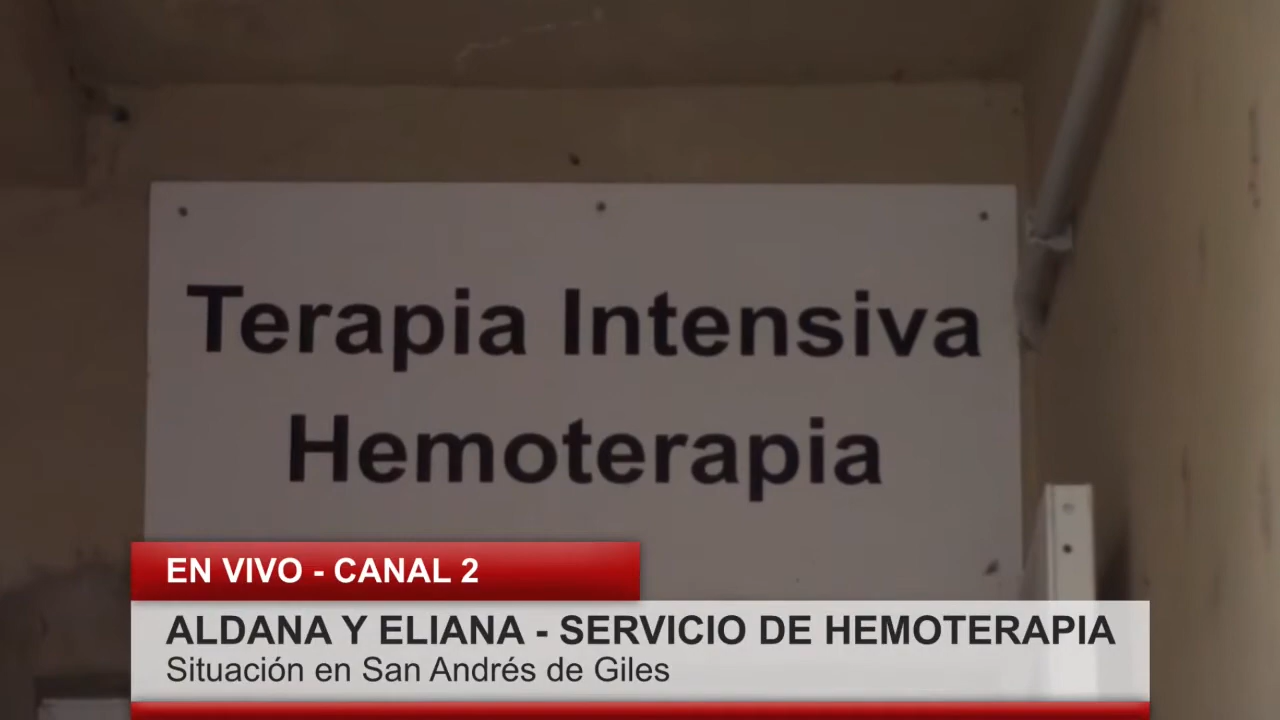 Terapia Intensiva
Hemoterapia
EN VIVO - CANAL 2
ALDANA Y ELIANA - SERVICIO DE HEMOTERAPIA
Situación en San Andrés de Giles